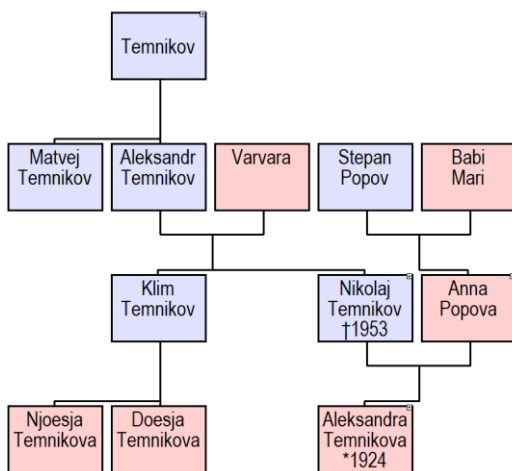 Temnikov
Matvej
Temnikov
Aleksandr
Temnikov
Varvara
Stepan
Popov
Babi
Mari
Klim
Temnikov
Nikolaj
Temnikov
†1953
Anna
Popova
Njoesja
Temnikova
Doesja
Temnikova
Aleksandra
Temnikova
*1924